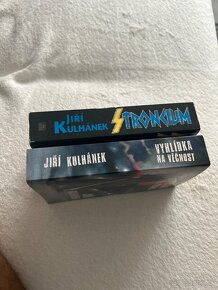 JIŘÍ
KULHÁNEK STRONCIUM
JIŘÍ KULHÁNEK VYHLÍDKA
NA VĚČNOST